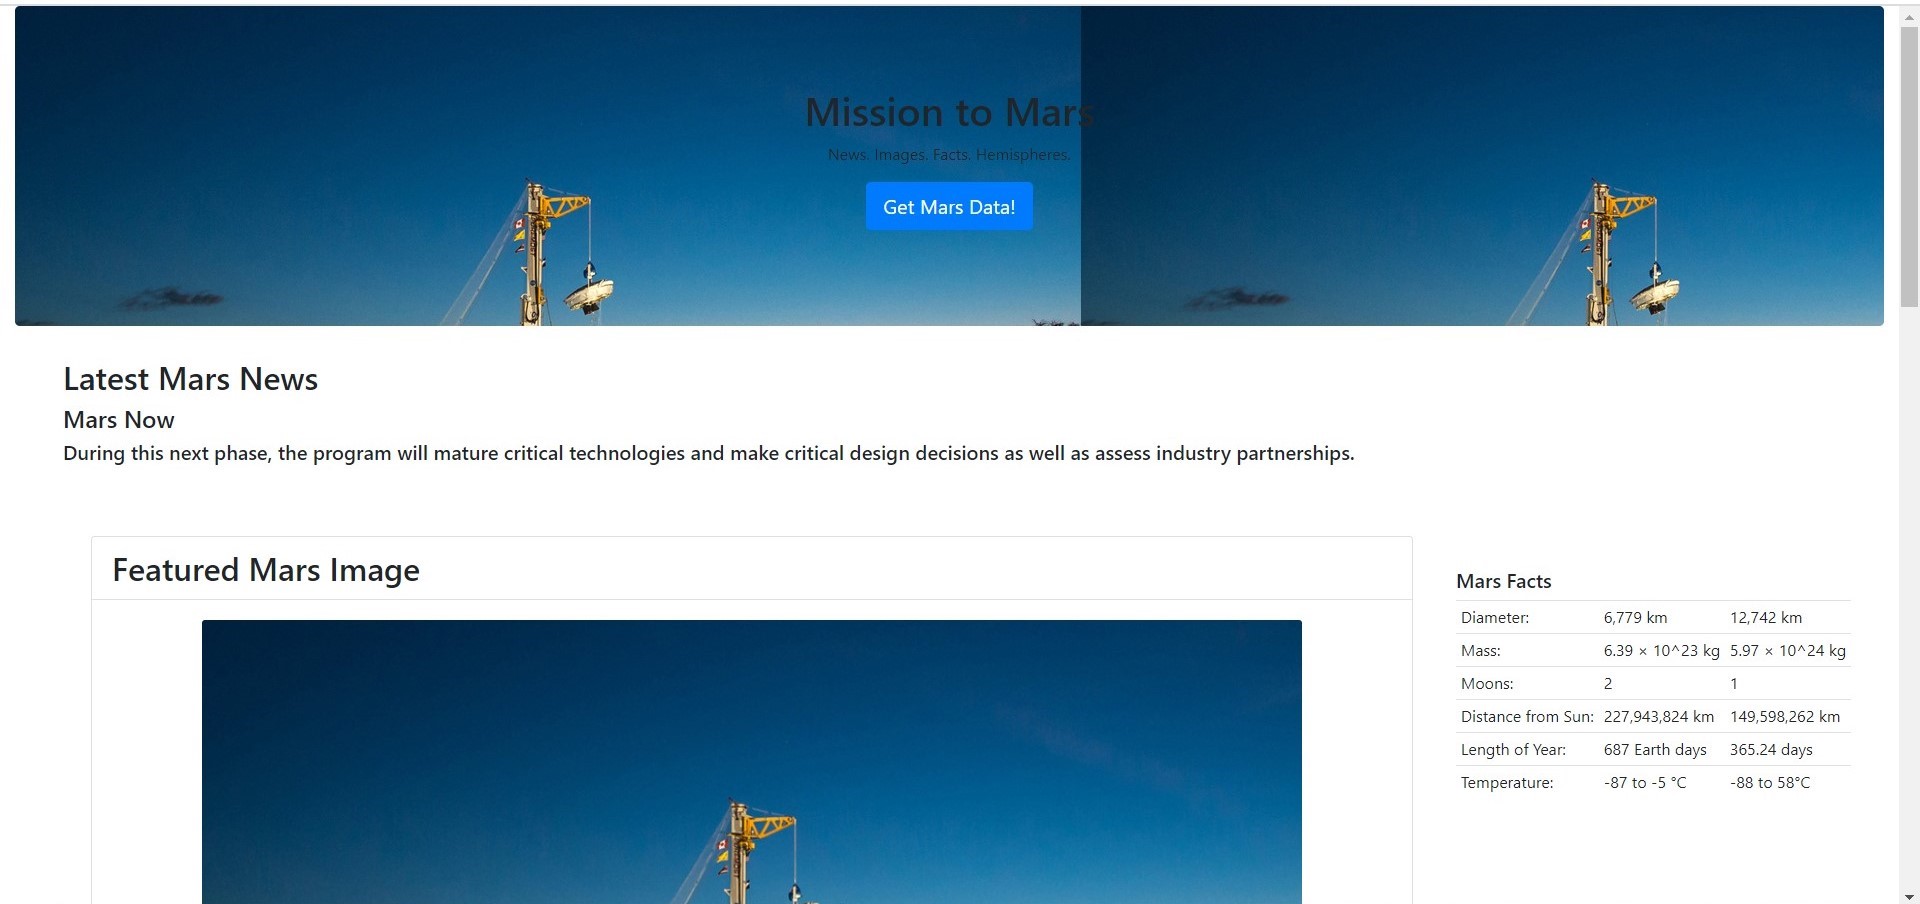 Mission to Mars
News. Images. Facts. Hemispheres.
Get Mars Data!
Latest Mars News
Mars Now
During this next phase, the program will mature critical technologies and make critical design decisions as well as assess industry partnerships.
Featured Mars Image
Mars Facts
Diameter: 6,779 km 12,742 km
Mass: 6.39 × 10^23 kg 5.97 × 10^24 kg
Moons: 2 1
Distance from Sun: 227,943,824 km 149,598,262 km
Length of Year: 687 Earth days 365.24 days
Temperature: -87 to -5 °C -88 to 58°C